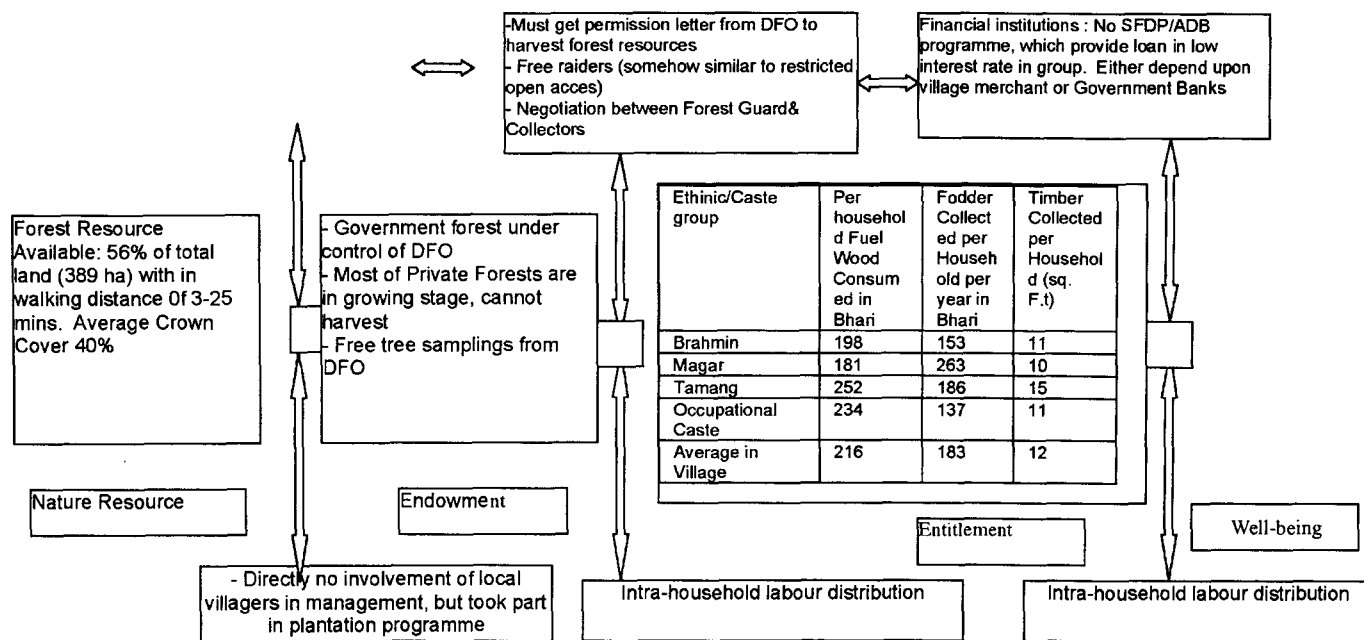 -Must get permission letter from DFO to
harvest forest resources
- Free raiders (somehow similar to restricted
open acces)
- Negotiation between Forest Guard&
Collectors
Financial institutions : No SFDP/ADB
programme, which provide loan in low
interest rate in group.  Either depend upon
village merchant or Government Banks
Forest Resource
Available: 56% of total
land (389 ha) with in
walking distance 0f 3-25
mins.  Average Crown
Cover 40%
- Government forest under
control of DFO
- Most of Private Forests are
in growing stage, cannot
harvest
- Free tree samplings from
DFO
Ethinic/Caste
group
Per
househol
d Fuel
Wood
Consum
ed in
Bhari
Fodder
Collect
ed per
Househ
old per
year in
Bhari
Timber
Collected
per
Househol
d (sq.
F.t)
Brahmin 198 153 11
Magar 181 263 10
Tamang 252 186 15
Occupational
Caste 234 137 11
Average in
Village 216 183 12
Nature Resource
Endowment
Entitlement
Well-being
- Directly no involvement of local
villagers in management, but took part
in plantation programme
Intra-household labour distribution
Intra-household labour distribution